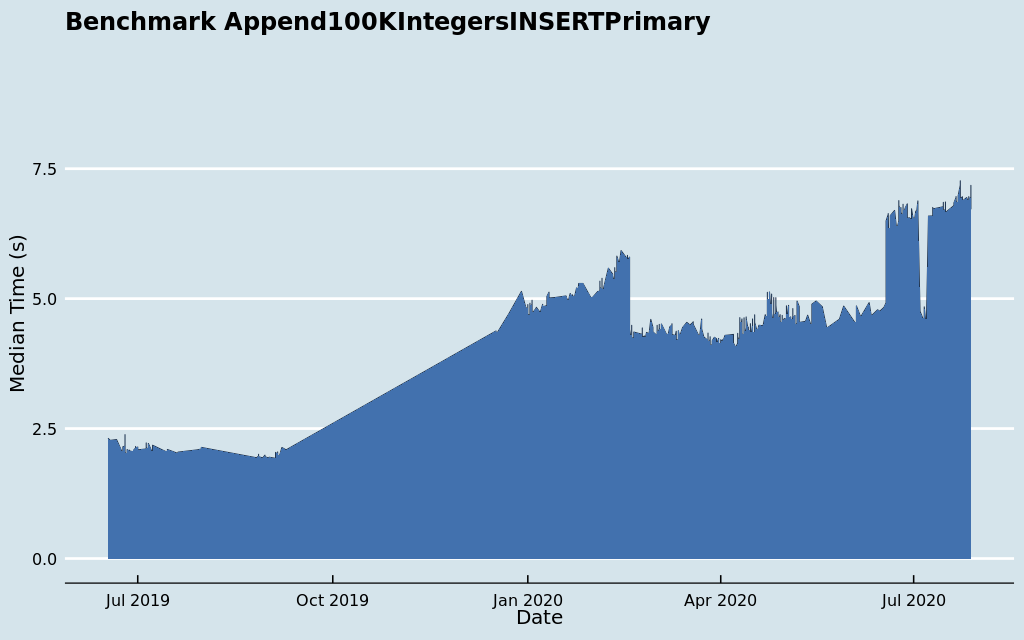 Benchmark Append100KIntegersINSERTPrimary
7.5
5.0
2.5
0.0
Median Time (s)
Jul 2019
Oct 2019
Jan 2020
Apr 2020
Jul 2020
Date